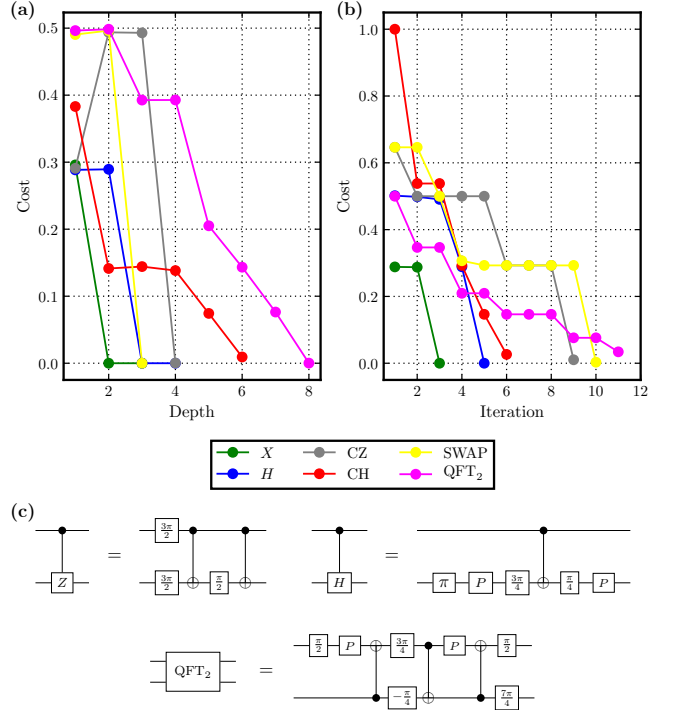 (a)
(b)
0.5
0.4
0.3
0.2
0.1
0.0
Cost
2 4 6 8
Depth
1.0
0.8
0.6
0.4
0.2
0.0
Cost
2 4 6 8 10 12
Iteration
X CZ SWAP
H CH QFT₂
(c)
Z = 3π/2 3π/2 π/2
H = π P 3π/4 π/4 P
QFT₂ = π/2 P 3π/4 P π/2
−π/4 7π/4